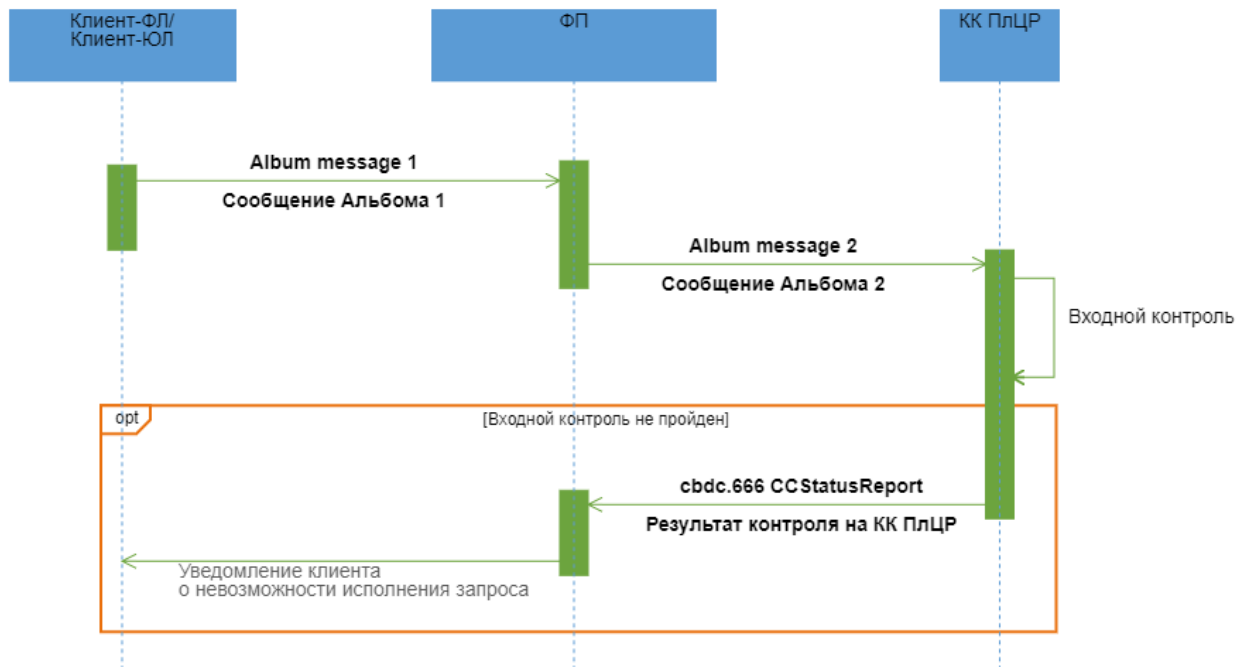 Клиент-ФЛ/
Клиент-ЮЛ
ФП
КК ПлЦР
Album message 1
Сообщение Альбома 1
Album message 2
Сообщение Альбома 2
Входной контроль
opt
[Входной контроль не пройден]
cbdc.666 CCStatusReport
Результат контроля на КК ПлЦР
Уведомление клиента
о невозможности исполнения запроса